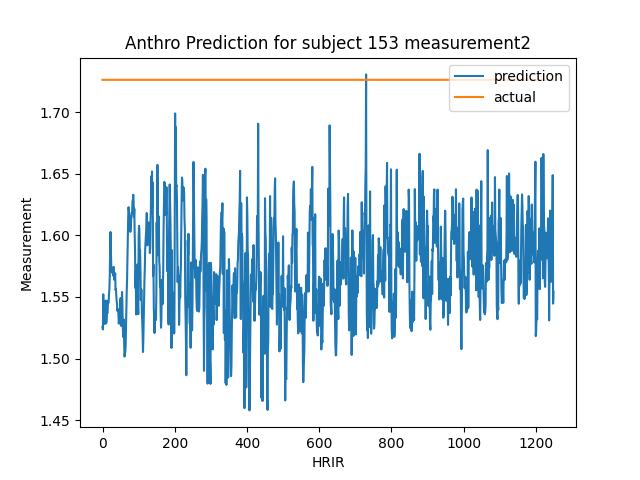 Anthro Prediction for subject 153 measurement2
prediction
actual
1.70
1.65
1.60
1.55
1.50
1.45
Measurement
0 200 400 600 800 1000 1200
HRIR